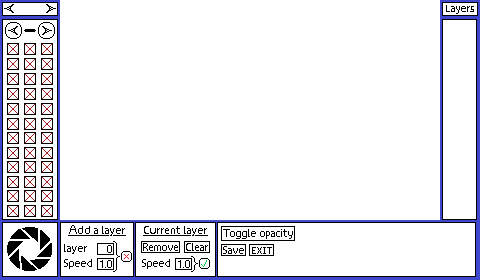 Layers
Add a layer
layer 0
Speed 1.0
Current layer
Remove Clear
Speed 1.0
Toggle opacity
Save EXIT